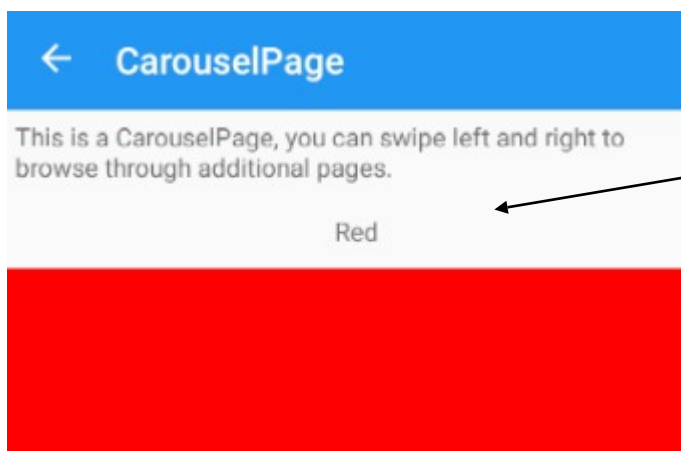 CarouselPage
This is a CarouselPage, you can swipe left and right to
browse through additional pages.
Red